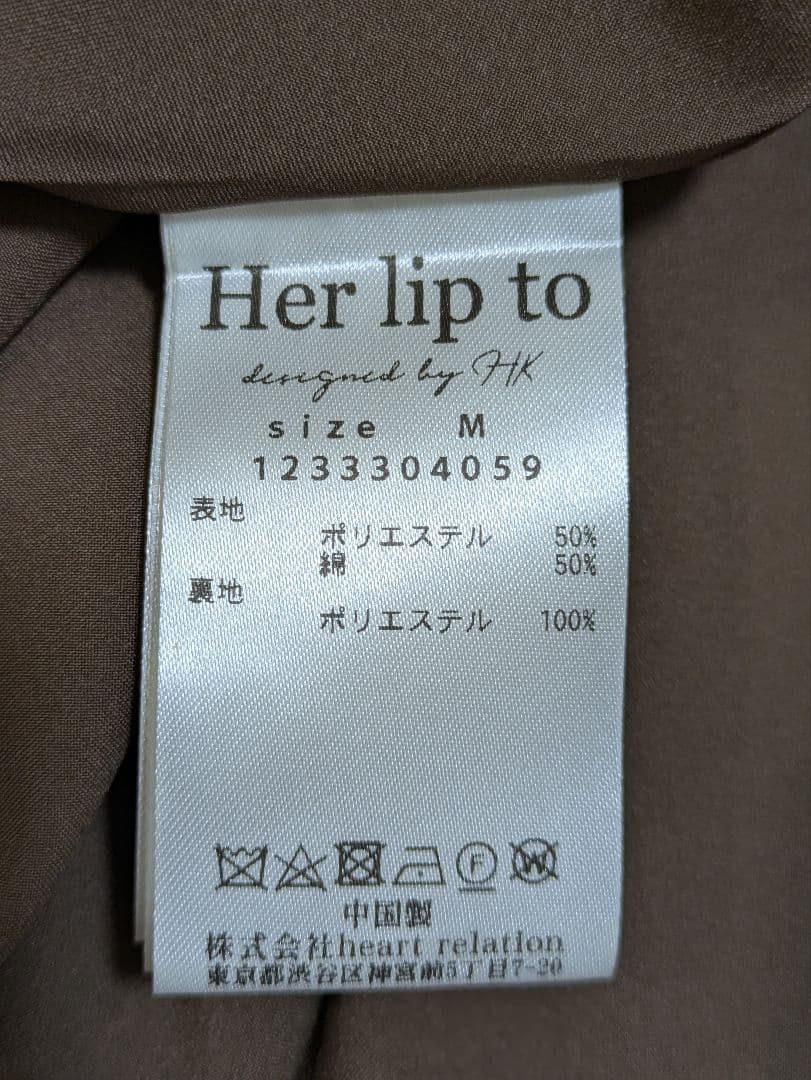 Her lip to
designed by HK
size M
1233304059
表地
ポリエステル 50%
綿 50%
裏地
ポリエステル 100%
F W
中国製
株式会社heart relation
東京都渋谷区神宮前5丁目7-20